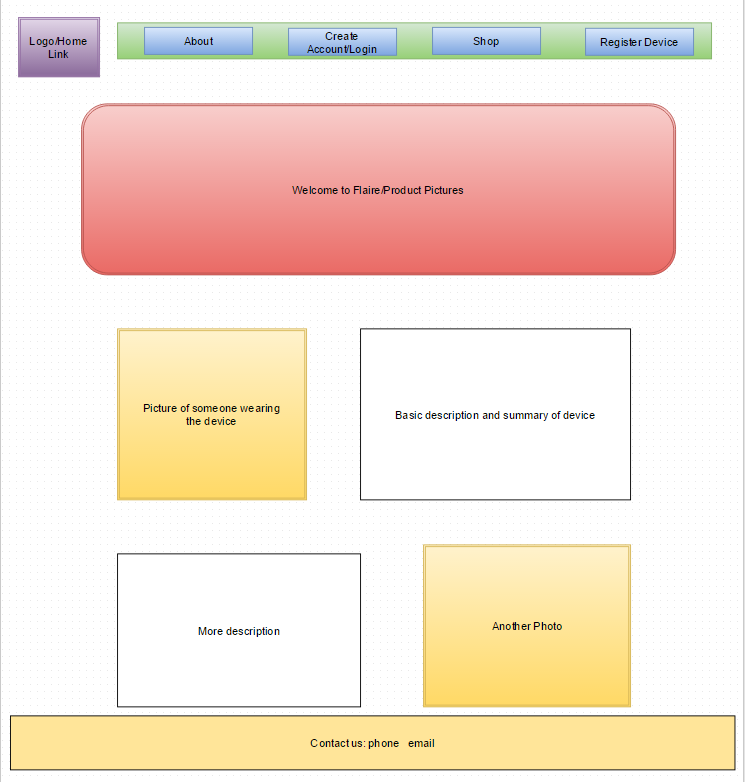 Logo/Home
Link
About
Create
Account/Login
Shop
Register Device
Welcome to Flaire/Product Pictures
Picture of someone wearing
the device
Basic description and summary of device
More description
Another Photo
Contact us: phone email